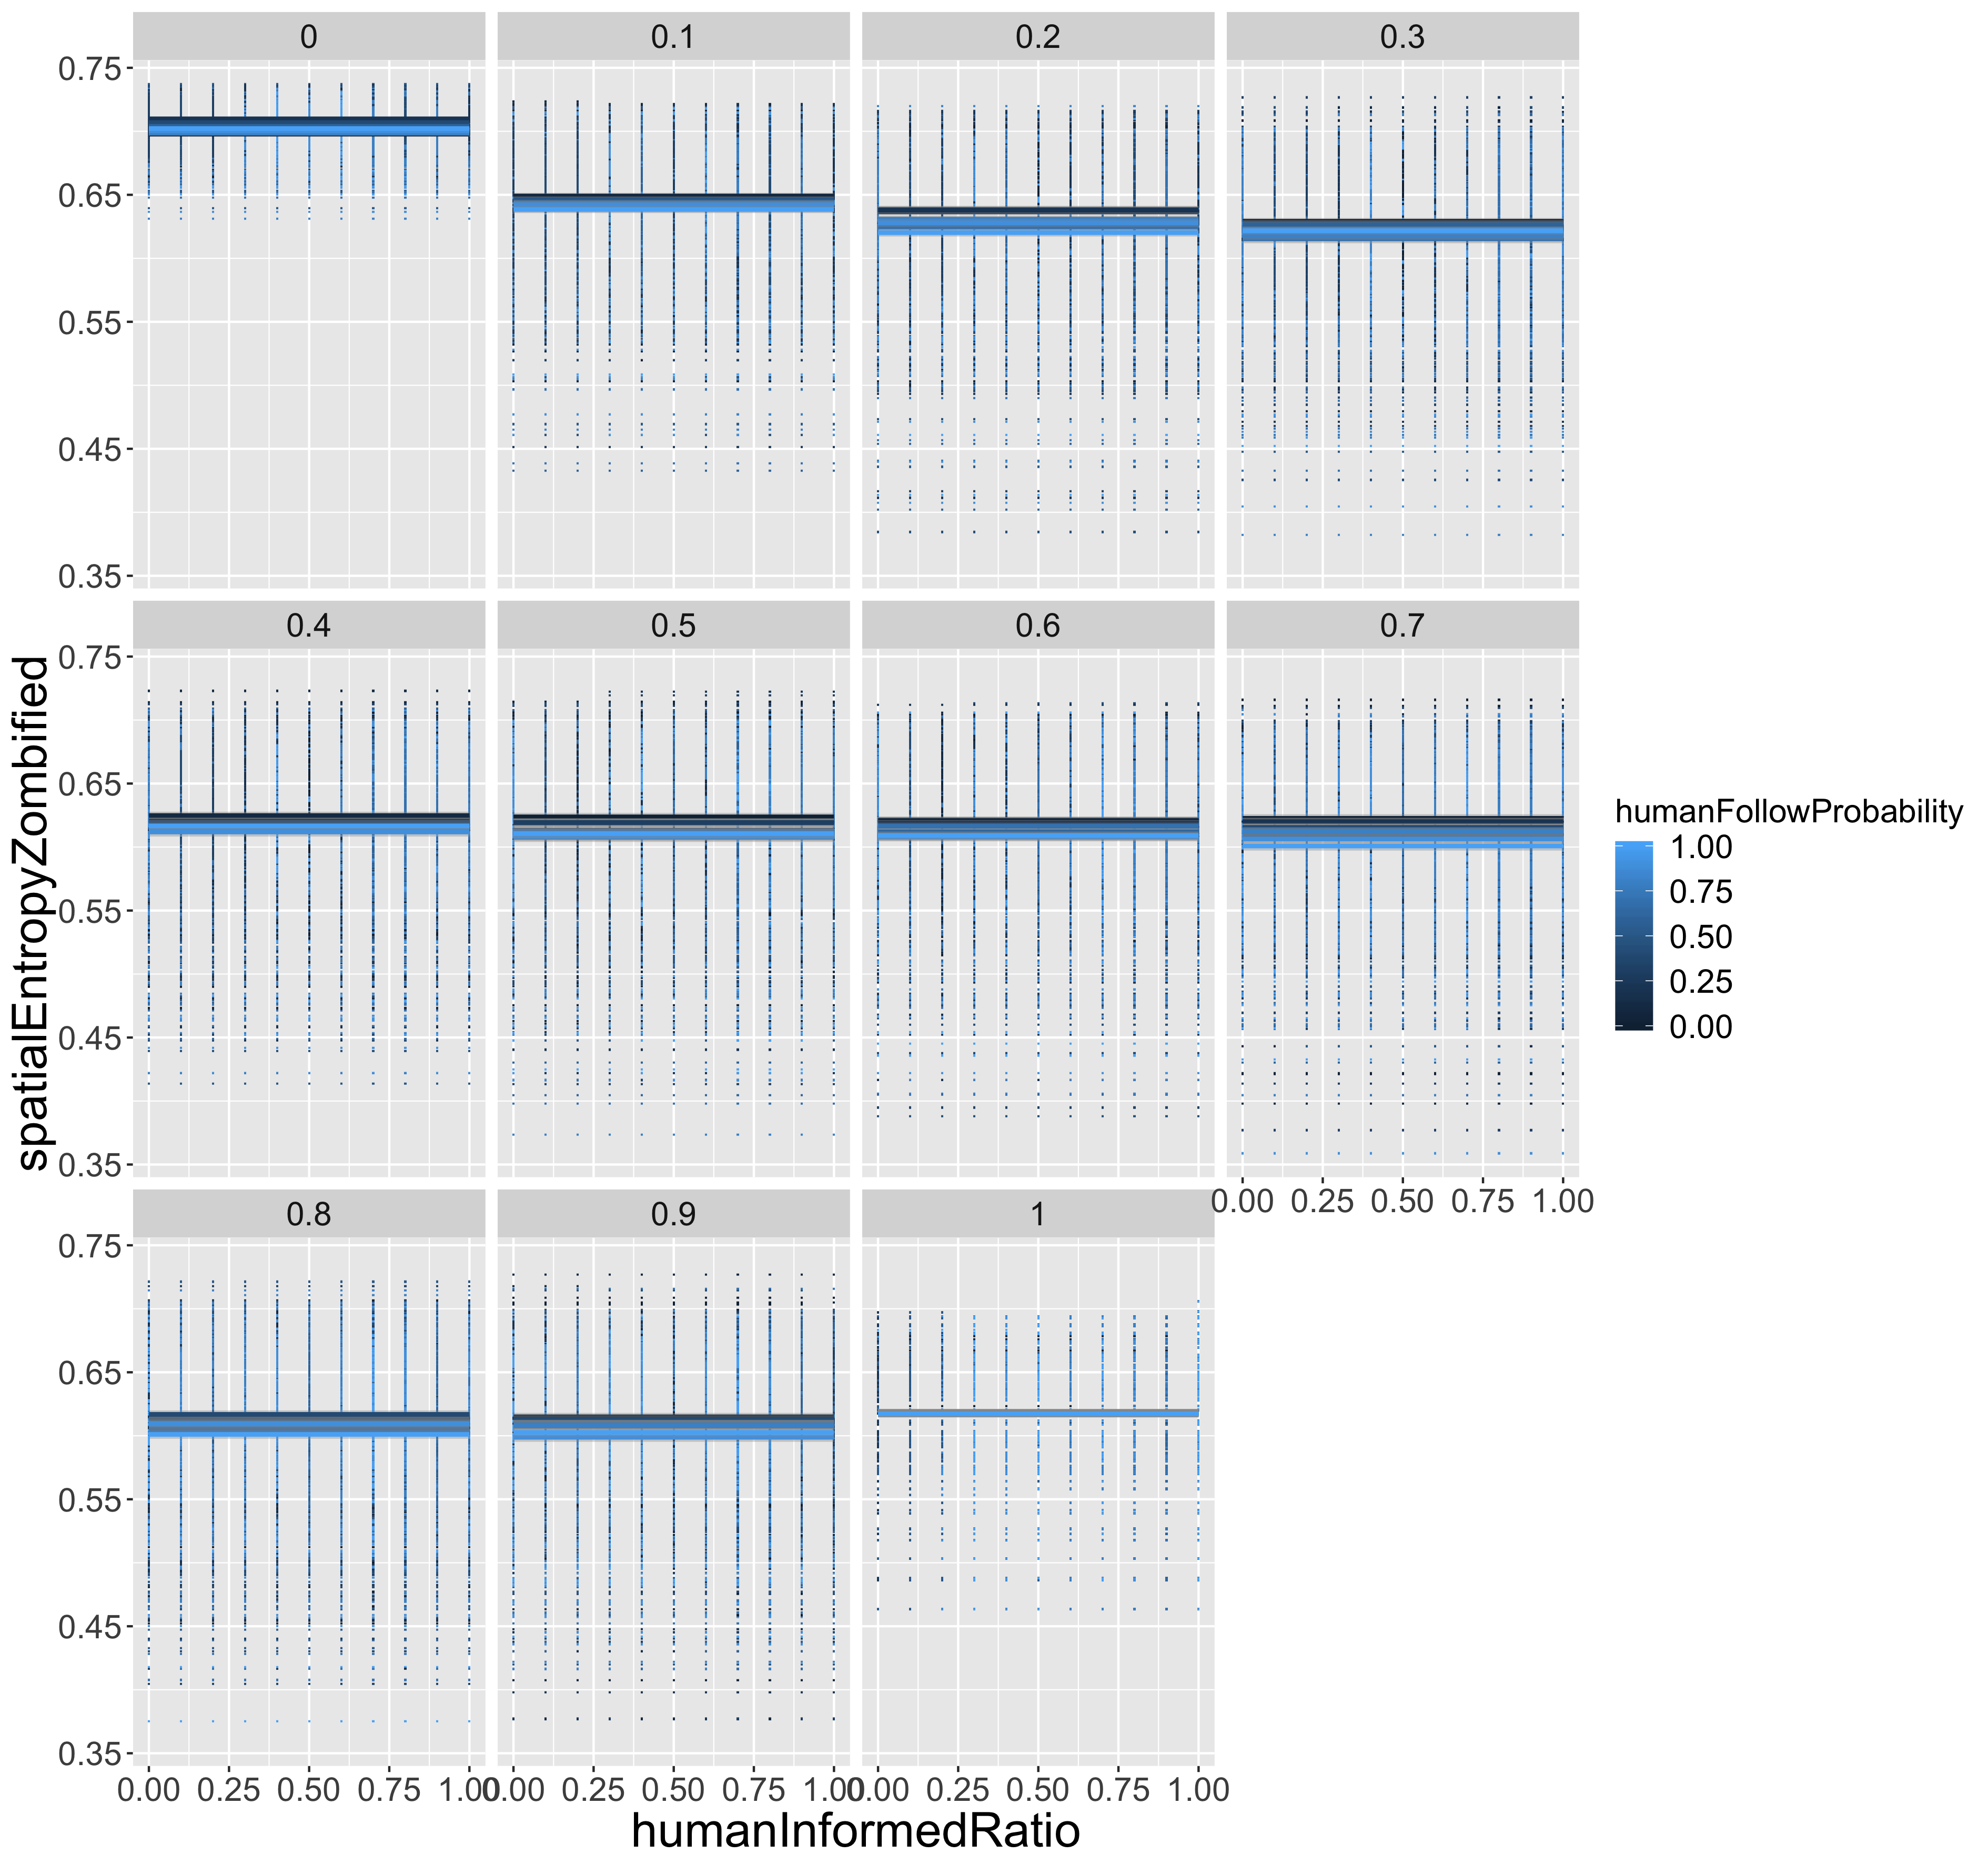 0 0.1 0.2 0.3
0.75
0.65
0.55
0.45
0.35
0.4 0.5 0.6 0.7
0.75
0.65
0.55
0.45
0.35
0.00 0.25 0.50 0.75 1.00
0.8 0.9 1
0.75
0.65
0.55
0.45
0.35
0.00 0.25 0.50 0.75 1.00 0.00 0.25 0.50 0.75 1.00 0.00 0.25 0.50 0.75 1.00
humanInformedRatio
spatialEntropyZombified
humanFollowProbability
1.00
0.75
0.50
0.25
0.00